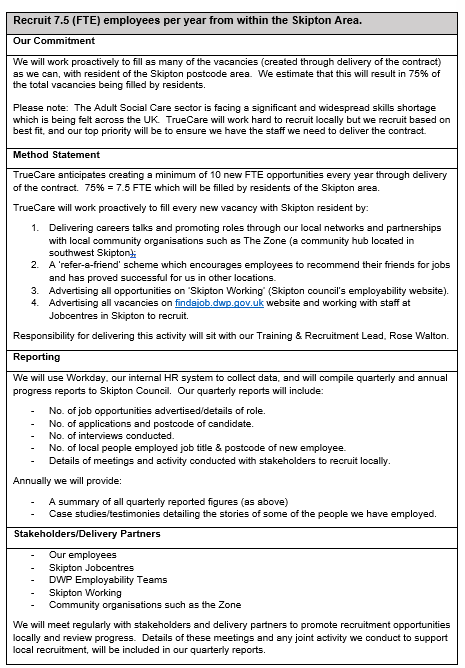 Recruit 7.5 (FTE) employees per year from within the Skipton Area.
Our Commitment
We will work proactively to fill as many of the vacancies (created through delivery of the contract)
as we can, with resident of the Skipton postcode area. We estimate that this will result in 75% of
the total vacancies being filled by residents.
Please note: The Adult Social Care sector is facing a significant and widespread skills shortage
which is being felt across the UK. TrueCare will work hard to recruit locally but we recruit based on
best fit, and our top priority will be to ensure we have the staff we need to deliver the contract.
Method Statement
TrueCare anticipates creating a minimum of 10 new FTE opportunities every year through delivery
of the contract. 75% = 7.5 FTE which will be filled by residents of the Skipton area.
TrueCare will work proactively to fill every new vacancy with Skipton resident by:
1. Delivering careers talks and promoting roles through our local networks and partnerships
with local community organisations such as The Zone (a community hub located in
southwest Skipton);
2. A 'refer-a-friend' scheme which encourages employees to recommend their friends for jobs
and has proved successful for us in other locations.
3. Advertising all opportunities on 'Skipton Working' (Skipton council's employability website).
4. Advertising all vacancies on findajob.dwp.gov.uk website and working with staff at
Jobcentres in Skipton to recruit.
Responsibility for delivering this activity will sit with our Training & Recruitment Lead, Rose Walton.
Reporting
We will use Workday, our internal HR system to collect data, and will compile quarterly and annual
progress reports to Skipton Council. Our quarterly reports will include:
- No. of job opportunities advertised/details of role.
- No. of applications and postcode of candidate.
- No. of interviews conducted.
- No. of local people employed job title & postcode of new employee.
- Details of meetings and activity conducted with stakeholders to recruit locally.
Annually we will provide:
- A summary of all quarterly reported figures (as above)
- Case studies/testimonies detailing the stories of some of the people we have employed.
Stakeholders/Delivery Partners
- Our employees
- Skipton Jobcentres
- DWP Employability Teams
- Skipton Working
- Community organisations such as the Zone
We will meet regularly with stakeholders and delivery partners to promote recruitment opportunities
locally and review progress. Details of these meetings and any joint activity we conduct to support
local recruitment, will be included in our quarterly reports.